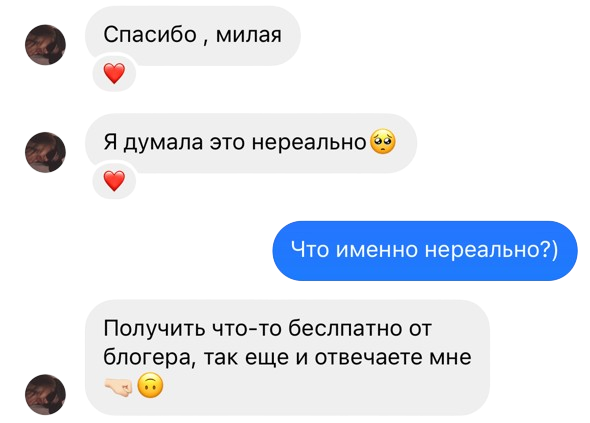 Спасибо , милая
❤️
Я думала это нереально🥺
❤️
Что именно нереально?)
Получить что-то беслпатно от
блогера, так еще и отвечаете мне
🤜🏻🙃